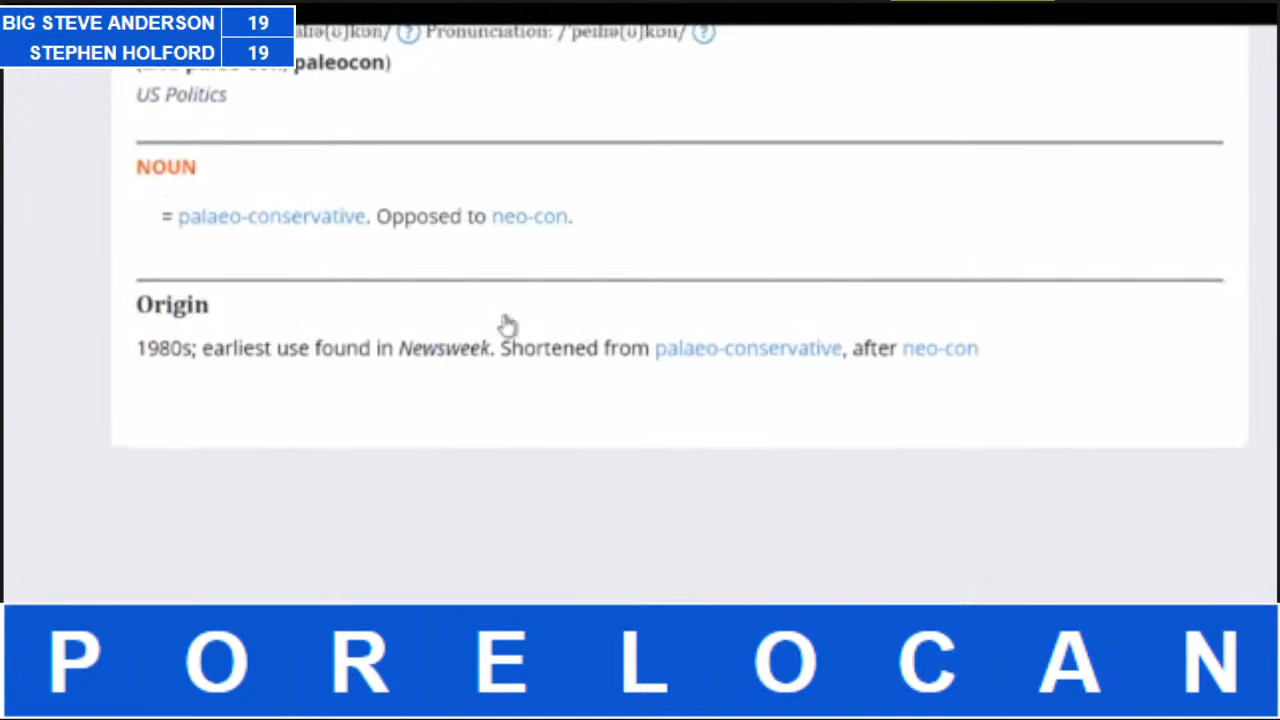 BIG STEVE ANDERSON 19
STEPHEN HOLFORD 19
Pronunciation:
paleocon)
US Politics
NOUN
= palaeo-conservative. Opposed to neo-con.
Origin
1980s; earliest use found in Newsweek. Shortened from palaeo-conservative, after neo-con
P O R E L O C A N